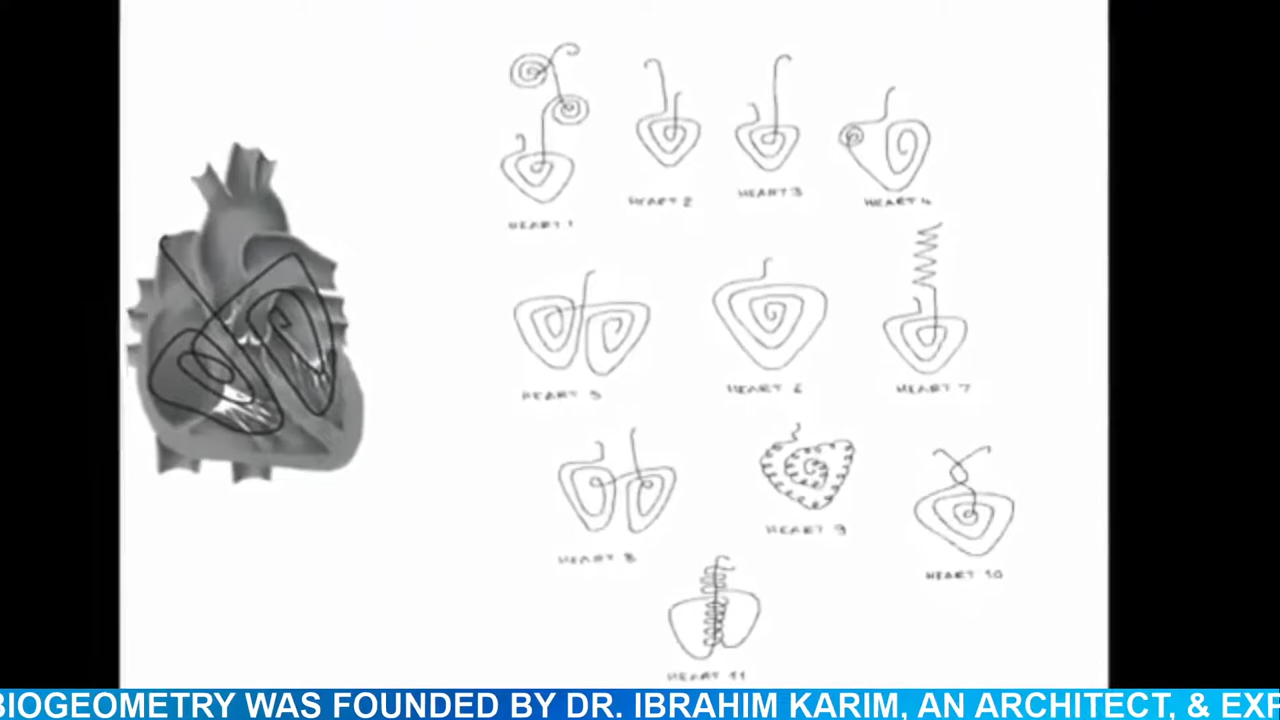 HEART 1
HEART 2
HEART 3
HEART 4
HEART 5
HEART 6
HEART 7
HEART 8
HEART 9
HEART 10
HEART 11
BIOGEOMETRY WAS FOUNDED BY DR. IBRAHIM KARIM, AN ARCHITECT, & EXP